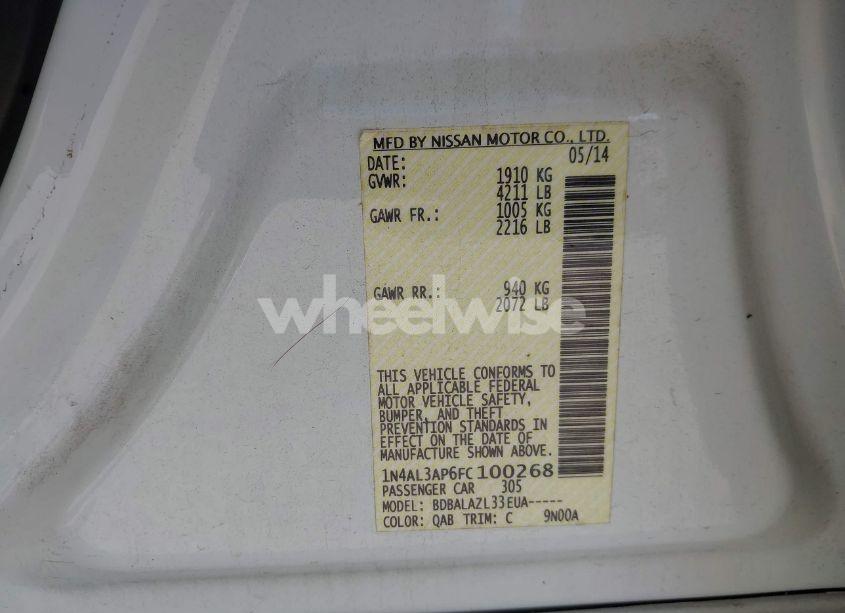 MFD BY NISSAN MOTOR CO., LTD.
DATE: 05/14
GVWR: 1910 KG
4211 LB
GAWR FR.: 1005 KG
2216 LB
GAWR RR.: 940 KG
2072 LB
wheelwise
THIS VEHICLE CONFORMS TO
ALL APPLICABLE FEDERAL
MOTOR VEHICLE SAFETY,
BUMPER, AND THEFT
PREVENTION STANDARDS IN
EFFECT ON THE DATE OF
MANUFACTURE SHOWN ABOVE.
1N4AL3AP6FC100268
PASSENGER CAR 305
MODEL: BDBALAZL33EUA-----
COLOR: QAB TRIM: C 9N00A